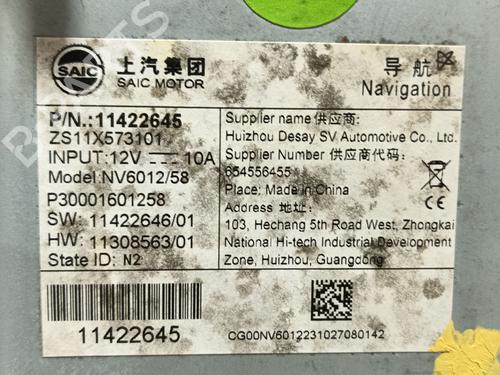 SAIC
上汽集团
SAIC MOTOR
导航
Navigation
P/N.:11422645
ZS11X573101
INPUT:12V 10A
Model:NV6012/58
P30001601258
SW: 11422646/01
HW: 11308563/01
State ID: N2
Supplier name 供应商:
Huizhou Desay SV Automotive Co., Ltd.
Supplier Number 供应商代码:
654556455
Place: Made in China
Address 地址:
103, Hechang 5th Road West, Zhongkai
National Hi-tech Industrial Development
Zone, Huizhou, Guangdong
CE
11422645
CG00NV6012231027080142